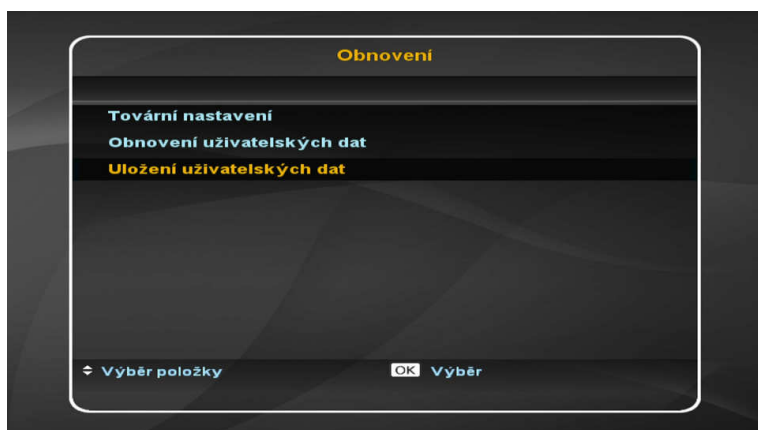 Obnovení
Tovární nastavení
Obnovení uživatelských dat
Uložení uživatelských dat
Výběr položky OK Výběr